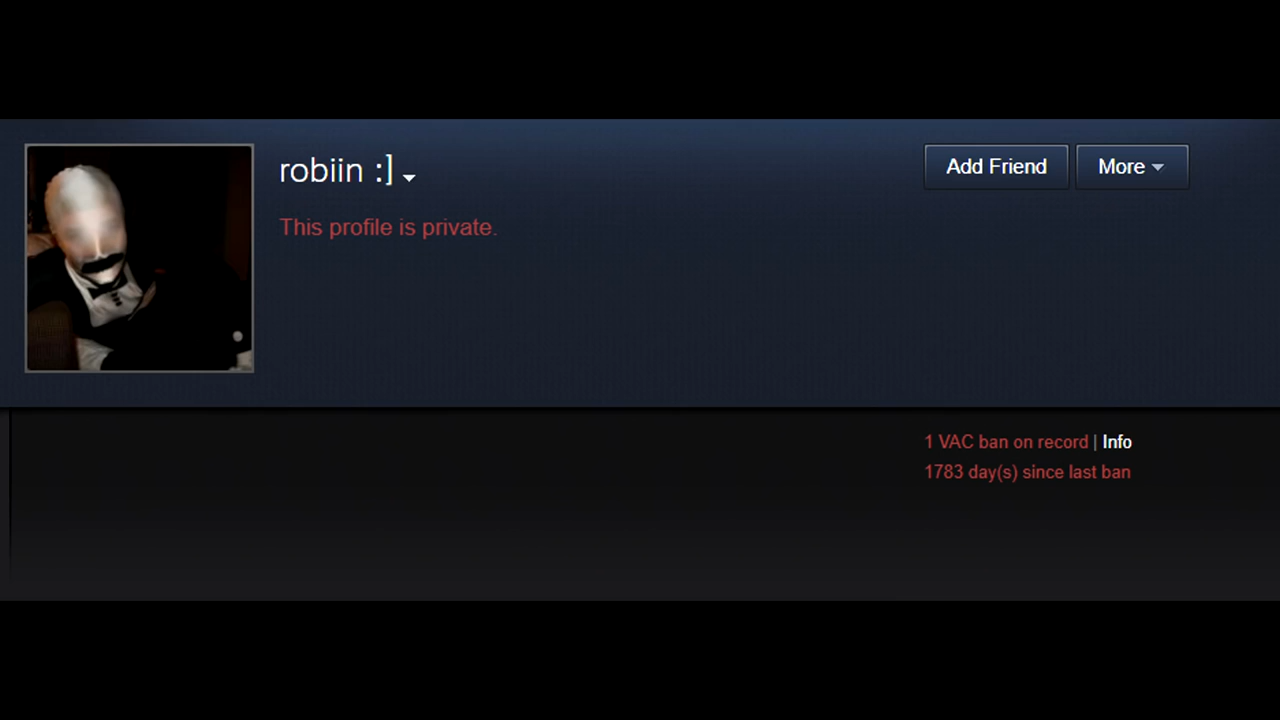 robiin :]
Add Friend
More
This profile is private.
1 VAC ban on record | Info
1783 day(s) since last ban